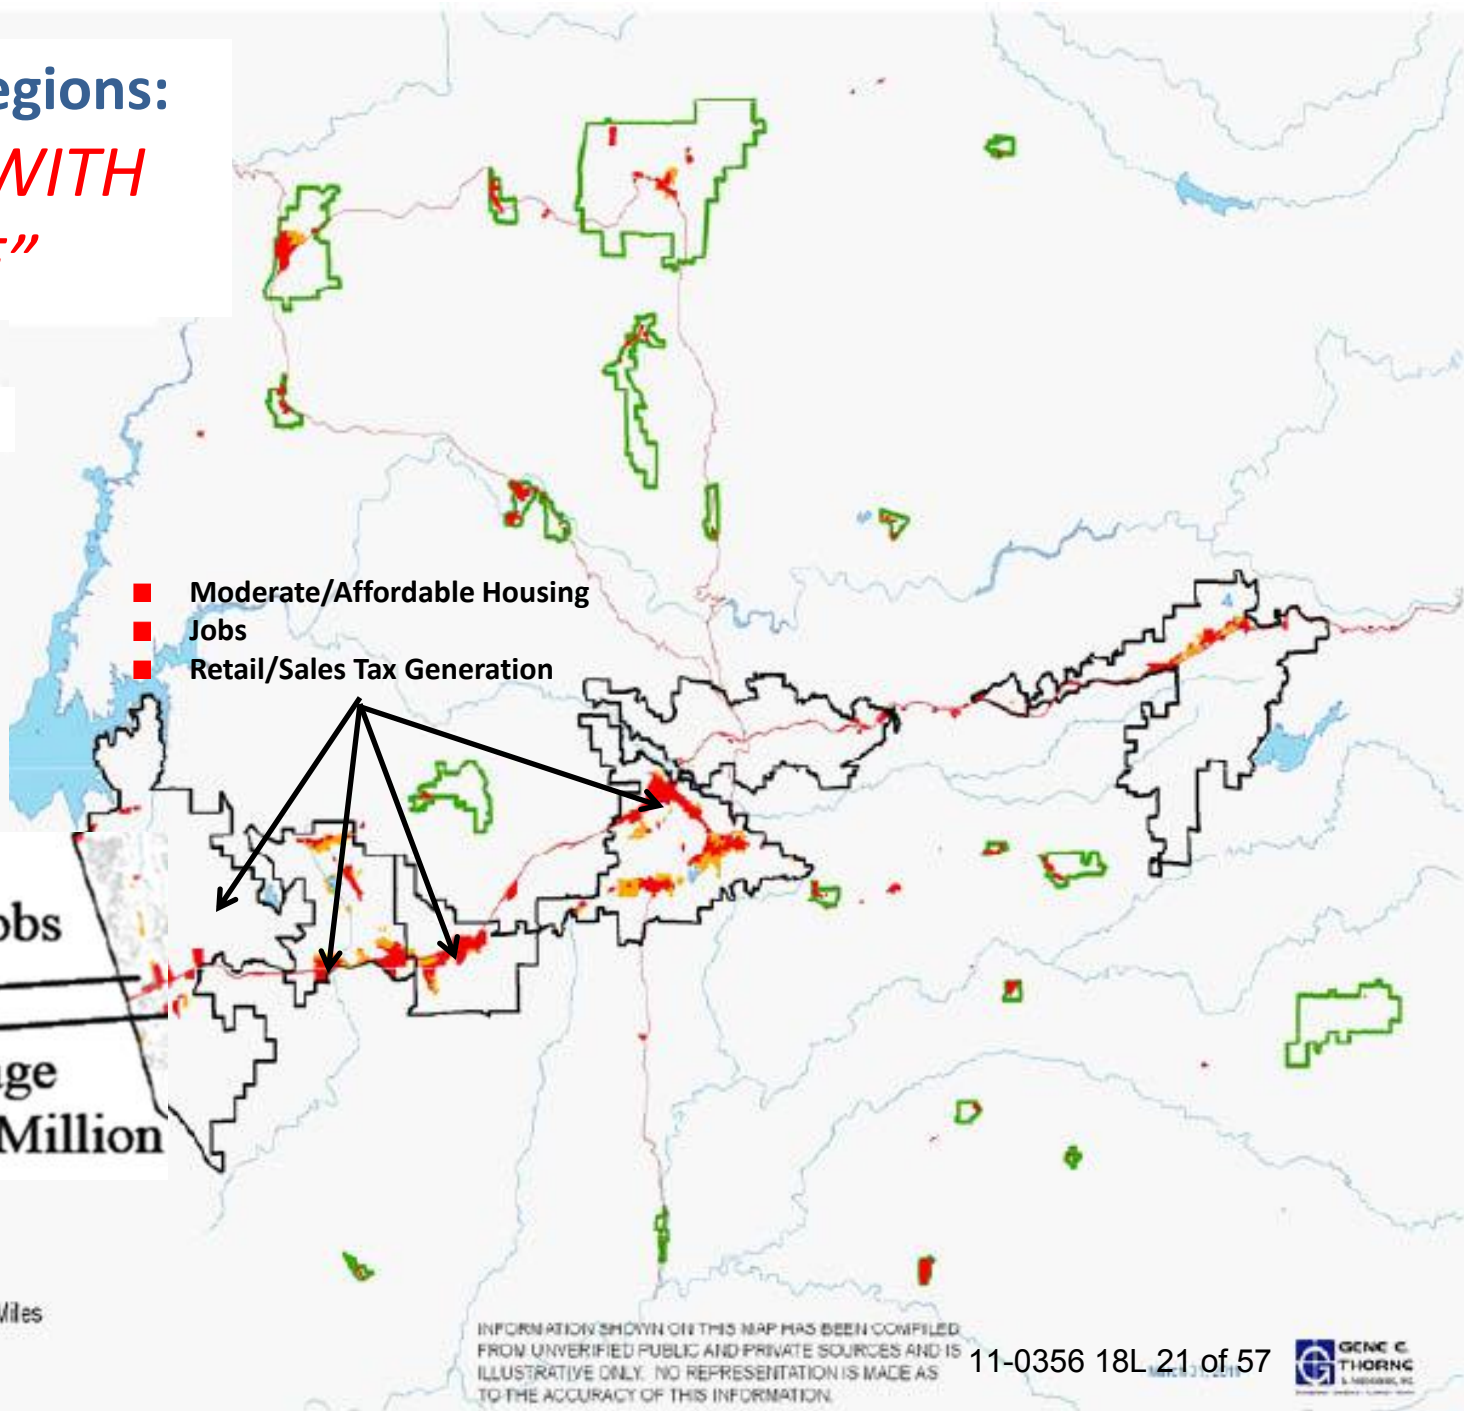 egions:
WITH
”
Moderate/Affordable Housing
Jobs
Retail/Sales Tax Generation
4
obs
age
Million
Miles
INFORMATION SHOWN ON THIS MAP HAS BEEN COMPILED
FROM UNVERIFIED PUBLIC AND PRIVATE SOURCES AND IS
ILLUSTRATIVE ONLY. NO REPRESENTATION IS MADE AS
TO THE ACCURACY OF THIS INFORMATION.
11-0356 18L 21 of 57
GENE E.
THORNE